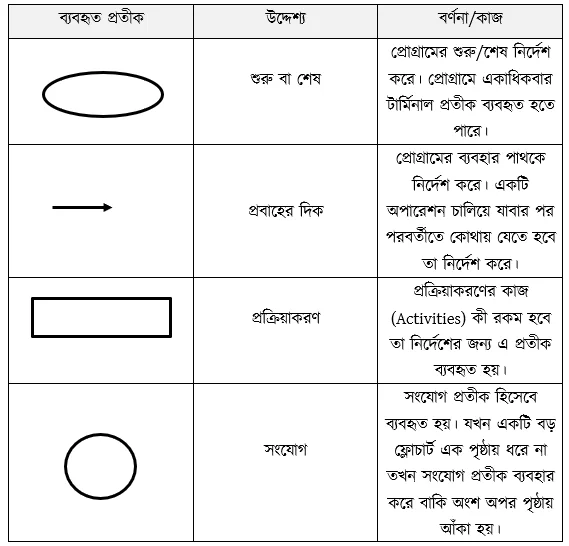 ব্যবহৃত প্রতীক উদ্দেশ্য বর্ণনা/কাজ
শুরু বা শেষ
প্রোগ্রামের শুরু/শেষ নির্দেশ
করে। প্রোগ্রামে একাধিকবার
টার্মিনাল প্রতীক ব্যবহৃত হতে
পারে।
প্রবাহের দিক
প্রোগ্রামের ব্যবহার পাথকে
নির্দেশ করে। একটি
অপারেশন চালিয়ে যাবার পর
পরবর্তীতে কোথায় যেতে হবে
তা নির্দেশ করে।
প্রক্রিয়াকরণ
প্রক্রিয়াকরণের কাজ
(Activities) কী রকম হবে
তা নির্দেশের জন্য এ প্রতীক
ব্যবহৃত হয়।
সংযোগ
সংযোগ প্রতীক হিসেবে
ব্যবহৃত হয়। যখন একটি বড়
ফ্লোচার্ট এক পৃষ্ঠায় ধরে না
তখন সংযোগ প্রতীক ব্যবহার
করে বাকি অংশ অপর পৃষ্ঠায়
আঁকা হয়।